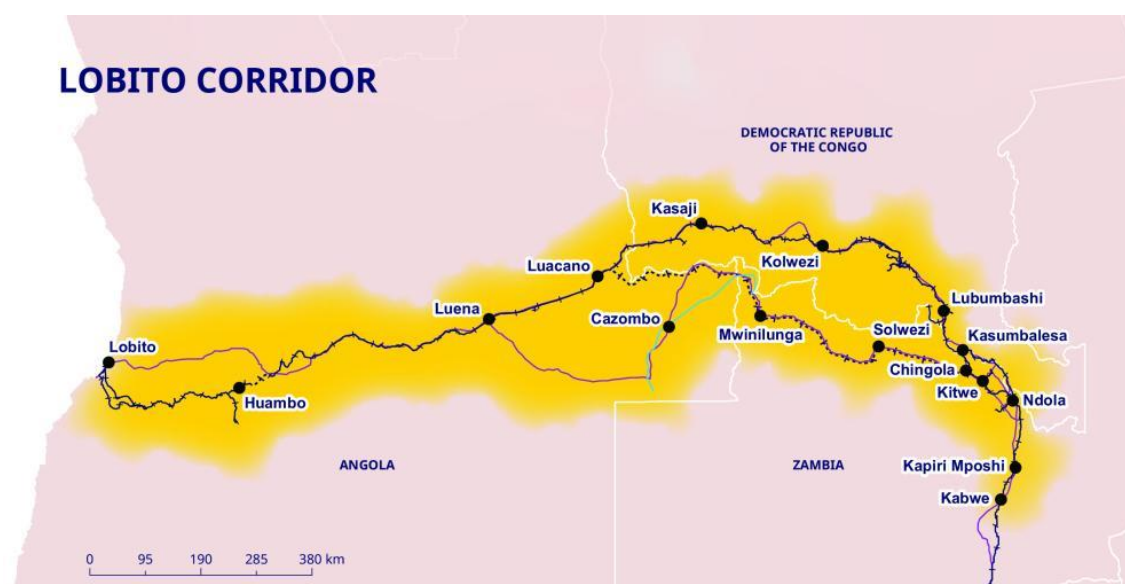 LOBITO CORRIDOR
DEMOCRATIC REPUBLIC
OF THE CONGO
Kasaji
Kolwezi
Luacano
Luena
Cazombo
Lubumbashi
Mwinilunga
Solwezi
Kasumbalesa
Lobito
Chingola
Kitwe
Ndola
Huambo
ANGOLA
ZAMBIA
Kapiri Mposhi
Kabwe
0 95 190 285 380 km